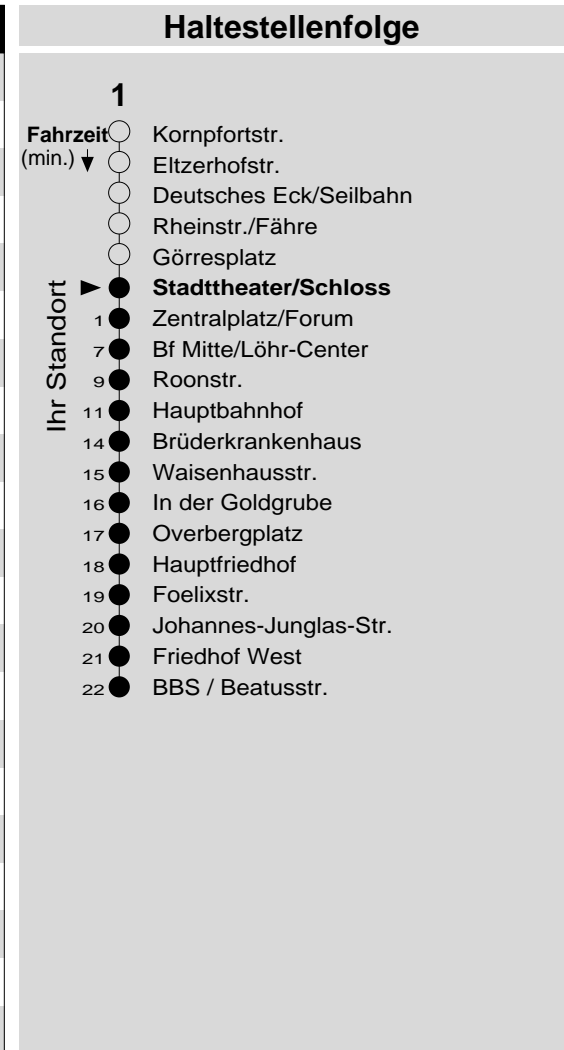 Haltestellenfolge
1
Fahrzeit Kornpfortstr.
(min.) Eltzerhofstr.
Deutsches Eck/Seilbahn
Rheinstr./Fähre
Görresplatz
Ihr Standort
Stadttheater/Schloss
1 Zentralplatz/Forum
7 Bf Mitte/Löhr-Center
9 Roonstr.
11 Hauptbahnhof
14 Brüderkrankenhaus
15 Waisenhausstr.
16 In der Goldgrube
17 Overbergplatz
18 Hauptfriedhof
19 Foelixstr.
20 Johannes-Junglas-Str.
21 Friedhof West
22 BBS / Beatusstr.